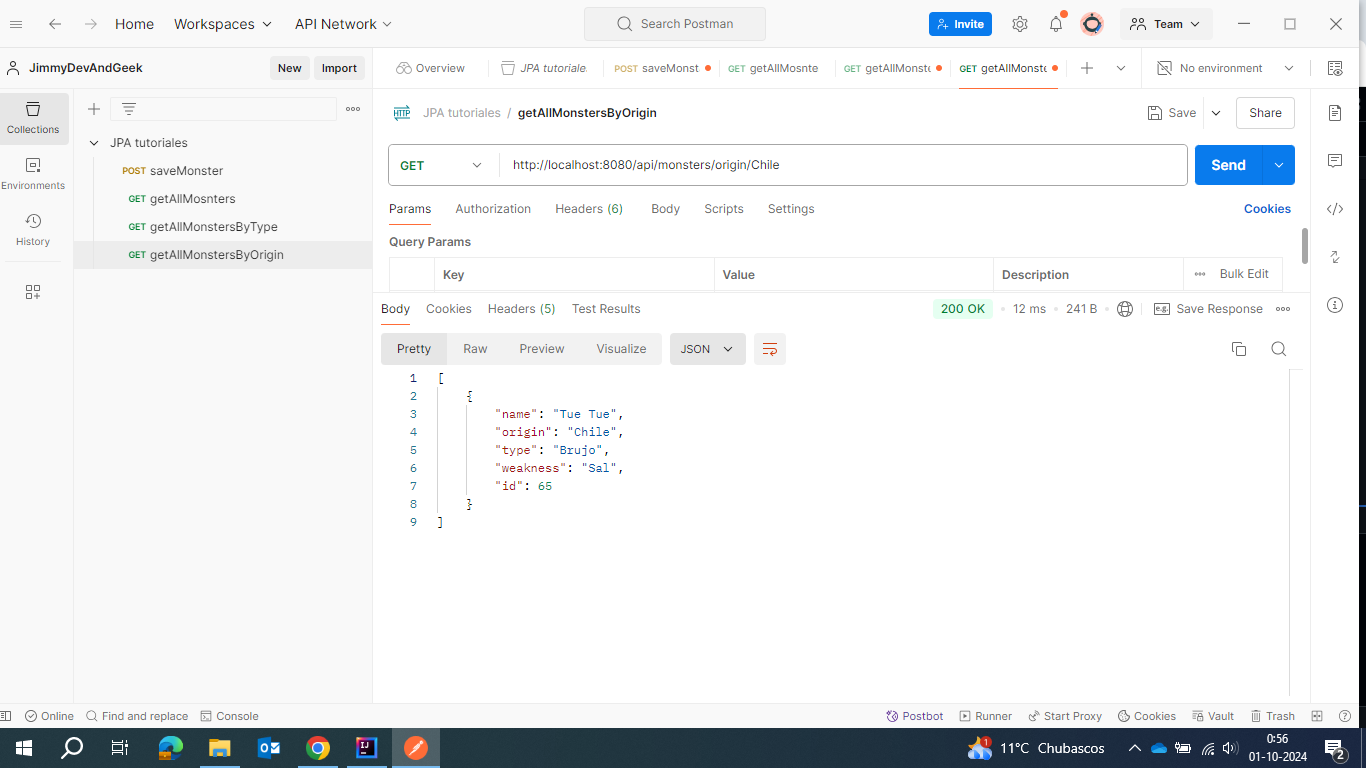 Home Workspaces API Network Search Postman Invite Team
JimmyDevAndGeek New Import Overview JPA tutoriale POST saveMonst GET getAllMosnte GET getAllMonste GET getAllMonste No environment
Collections
Environments
History
JPA tutoriales
POST saveMonster
GET getAllMosnters
GET getAllMonstersByType
GET getAllMonstersByOrigin
HTTP JPA tutoriales / getAllMonstersByOrigin Save Share
GET http://localhost:8080/api/monsters/origin/Chile Send
Params Authorization Headers (6) Body Scripts Settings Cookies
Query Params
Key Value Description Bulk Edit
Body Cookies Headers (5) Test Results 200 OK 12 ms 241 B e.g. Save Response
Pretty Raw Preview Visualize JSON
1 [
2 {
3 "name": "Tue Tue",
4 "origin": "Chile",
5 "type": "Brujo",
6 "weakness": "Sal",
7 "id": 65
8 }
9 ]
Online Find and replace Console Postbot Runner Start Proxy Cookies Vault Trash
1 11°C Chubascos 0:56
01-10-2024 2